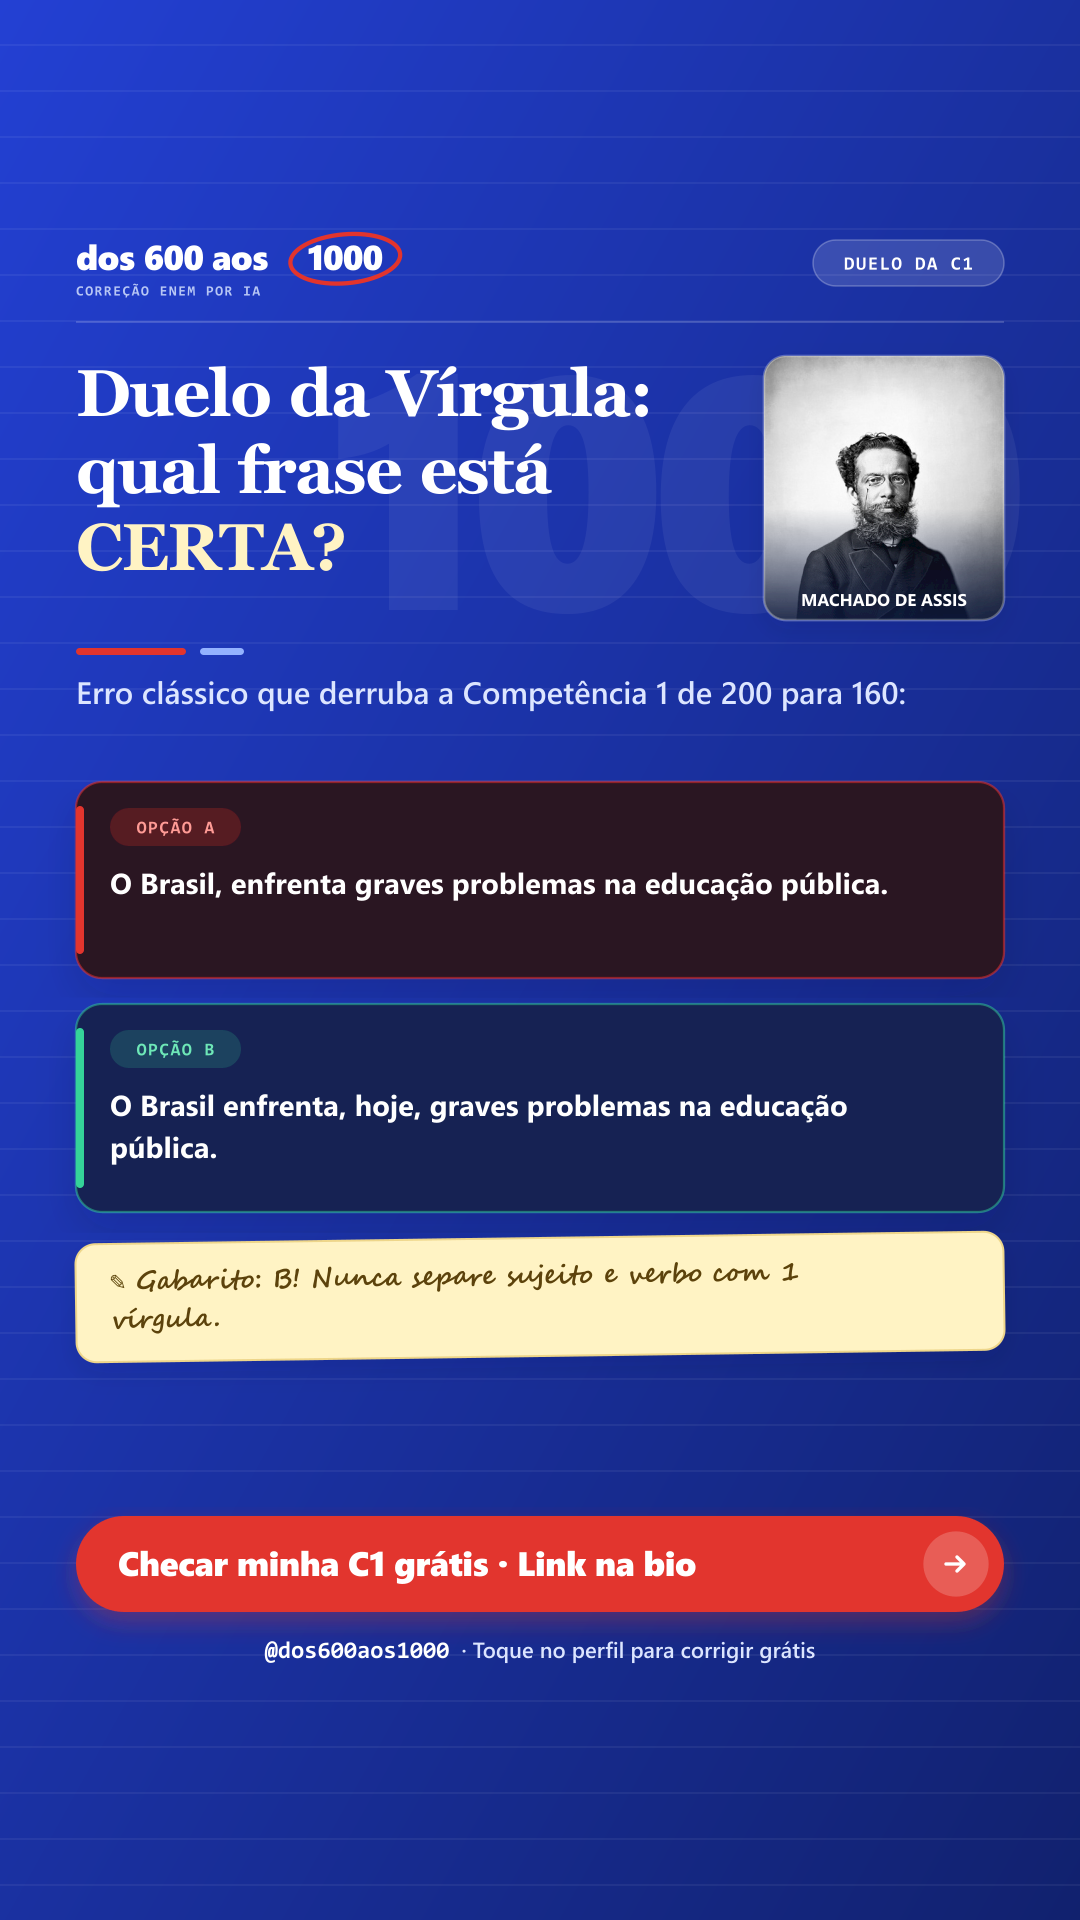 dos 600 aos 1000
CORREÇÃO ENEM POR IA
DUELO DA C1
Duelo da Vírgula:
qual frase está
CERTA?
1000
MACHADO DE ASSIS
Erro clássico que derruba a Competência 1 de 200 para 160:
OPÇÃO A
O Brasil, enfrenta graves problemas na educação pública.
OPÇÃO B
O Brasil enfrenta, hoje, graves problemas na educação
pública.
✎ Gabarito: B! Nunca separe sujeito e verbo com 1
vírgula.
Checar minha C1 grátis · Link na bio →
@dos600aos1000 · Toque no perfil para corrigir grátis